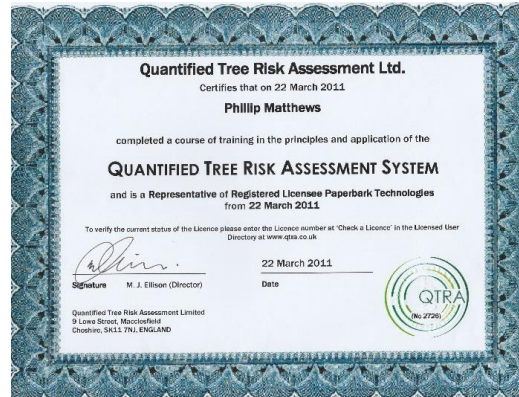 Quantified Tree Risk Assessment Ltd.
Certifies that on 22 March 2011
Phillip Matthews
completed a course of training in the principles and application of the
QUANTIFIED TREE RISK ASSESSMENT SYSTEM
and is a Representative of Registered Licensee Paperbark Technologies
from 22 March 2011
To verify the current status of the Licence please enter the Licence number at 'Check a Licence' in the Licensed User
Directory at www.qtra.co.uk
22 March 2011
Signature M. J. Ellison (Director) Date
Quantified Tree Risk Assessment Limited
9 Lowe Street, Macclesfield
Cheshire, SK11 7NJ, ENGLAND
QTRA
(No 2726)